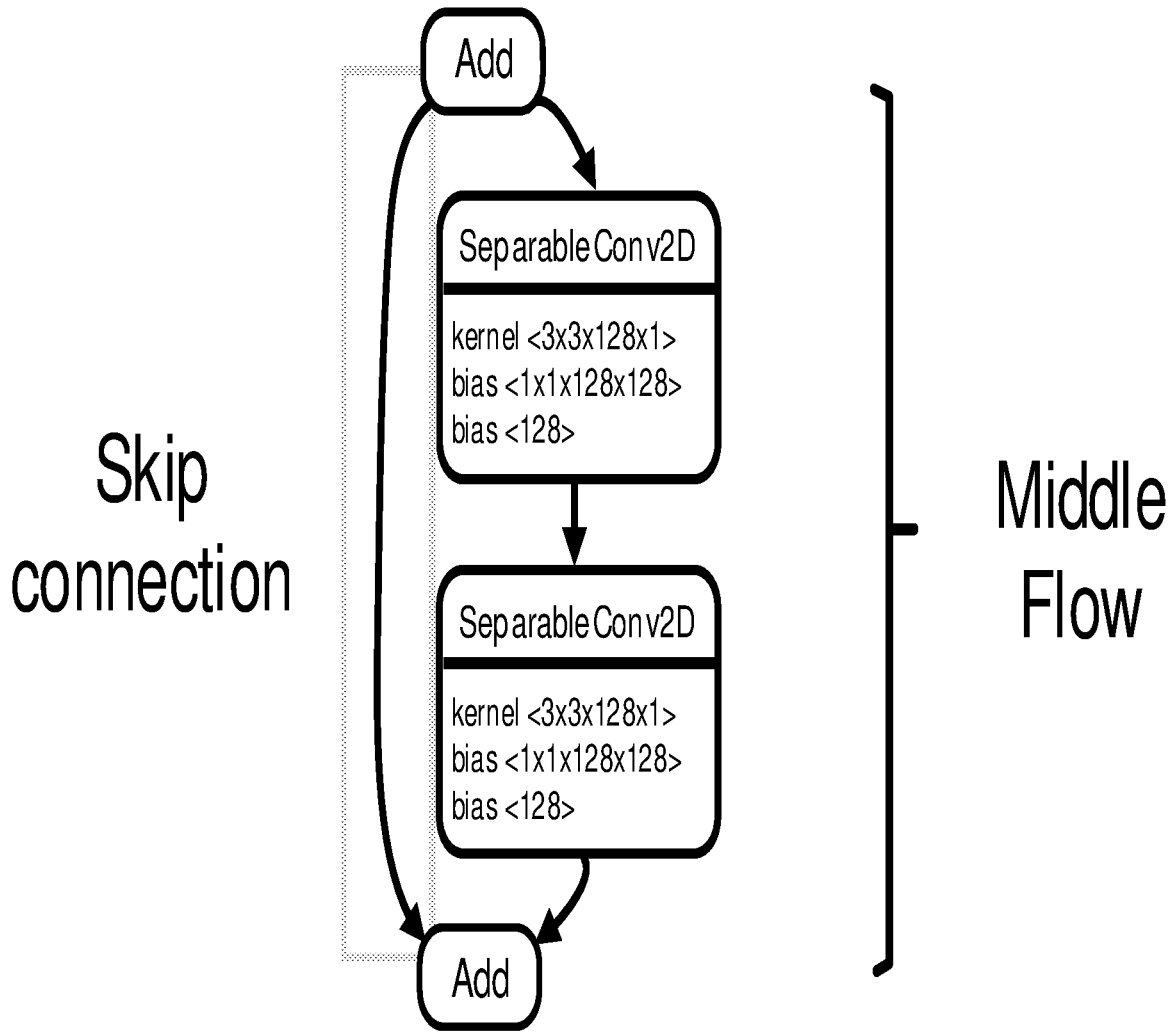 Add
SeparableConv2D
kernel <3x3x128x1>
bias <1x1x128x128>
bias <128>
Skip
connection
Middle
Flow
SeparableConv2D
kernel <3x3x128x1>
bias <1x1x128x128>
bias <128>
Add